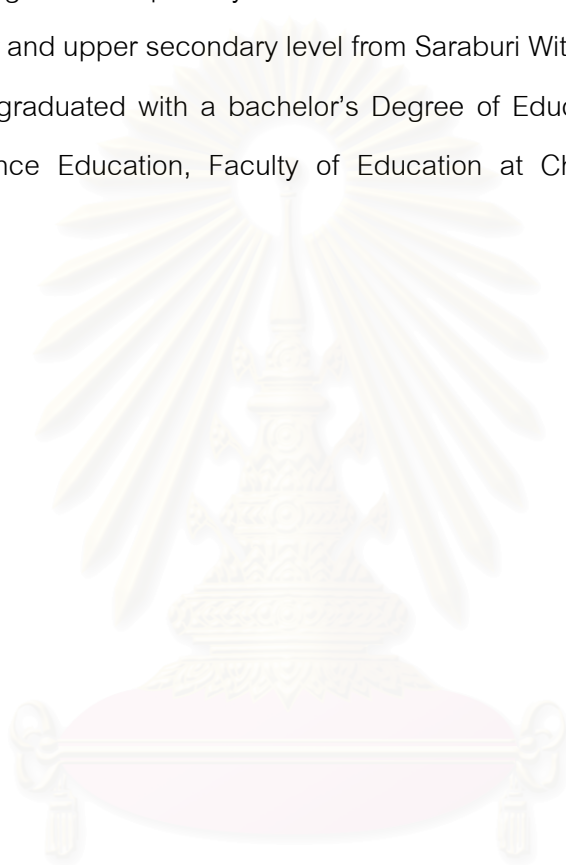 and upper secondary level from Saraburi Wit
graduated with a bachelor's Degree of Educ
nce Education, Faculty of Education at Ch